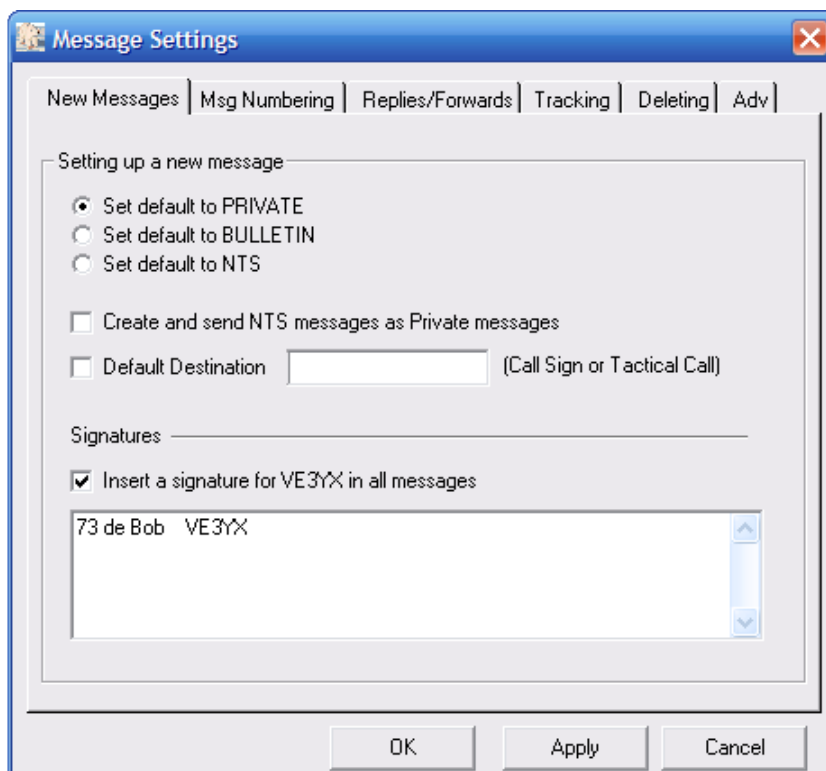 Message Settings
New Messages Msg Numbering Replies/Forwards Tracking Deleting Adv
Setting up a new message
Set default to PRIVATE
Set default to BULLETIN
Set default to NTS
Create and send NTS messages as Private messages
Default Destination (Call Sign or Tactical Call)
Signatures
Insert a signature for VE3YX in all messages
73 de Bob VE3YX
OK Apply Cancel